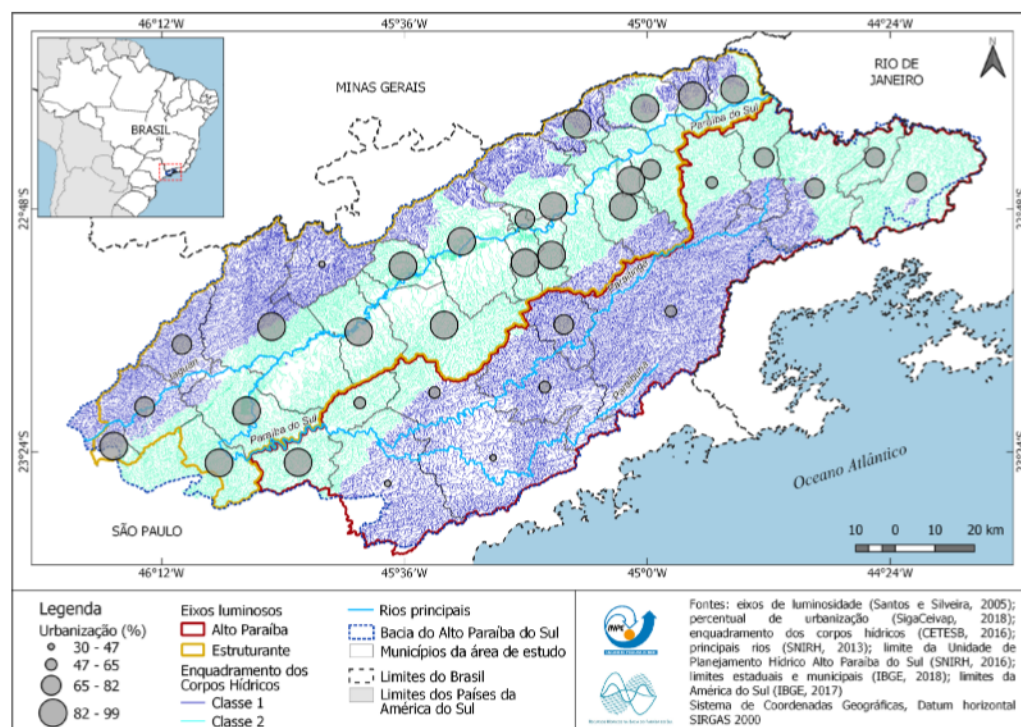 46°12'W
45°36'W
45°0'W
44°24'W
N
MINAS GERAIS
RIO DE
JANEIRO
BRASIL
Paraíba do Sul
22°48'S
22°48'S
Jaguari
Paraíba do Sul
23°24'S
23°24'S
Oceano Atlântico
SÃO PAULO
10 0 10 20 km
46°12'W
45°36'W
45°0'W
44°24'W
Legenda
Urbanização (%)
30 - 47
47 - 65
65 - 82
82 - 99
Eixos luminosos
Alto Paraíba
Estruturante
Enquadramento dos
Corpos Hídricos
Classe 1
Classe 2
Rios principais
Bacia do Alto Paraíba do Sul
Municípios da área de estudo
Limites do Brasil
Limites dos Países da
América do Sul
INPE
Fontes: eixos de luminosidade (Santos e Silveira, 2005);
percentual de urbanização (SigaCeivap, 2018);
enquadramento dos corpos hídricos (CETESB, 2016);
principais rios (SNIRH, 2013); limite da Unidade de
Planejamento Hídrico Alto Paraíba do Sul (SNIRH, 2016);
limites estaduais e municipais (IBGE, 2018); limites da
América do Sul (IBGE, 2017)
Sistema de Coordenadas Geográficas, Datum horizontal
SIRGAS 2000